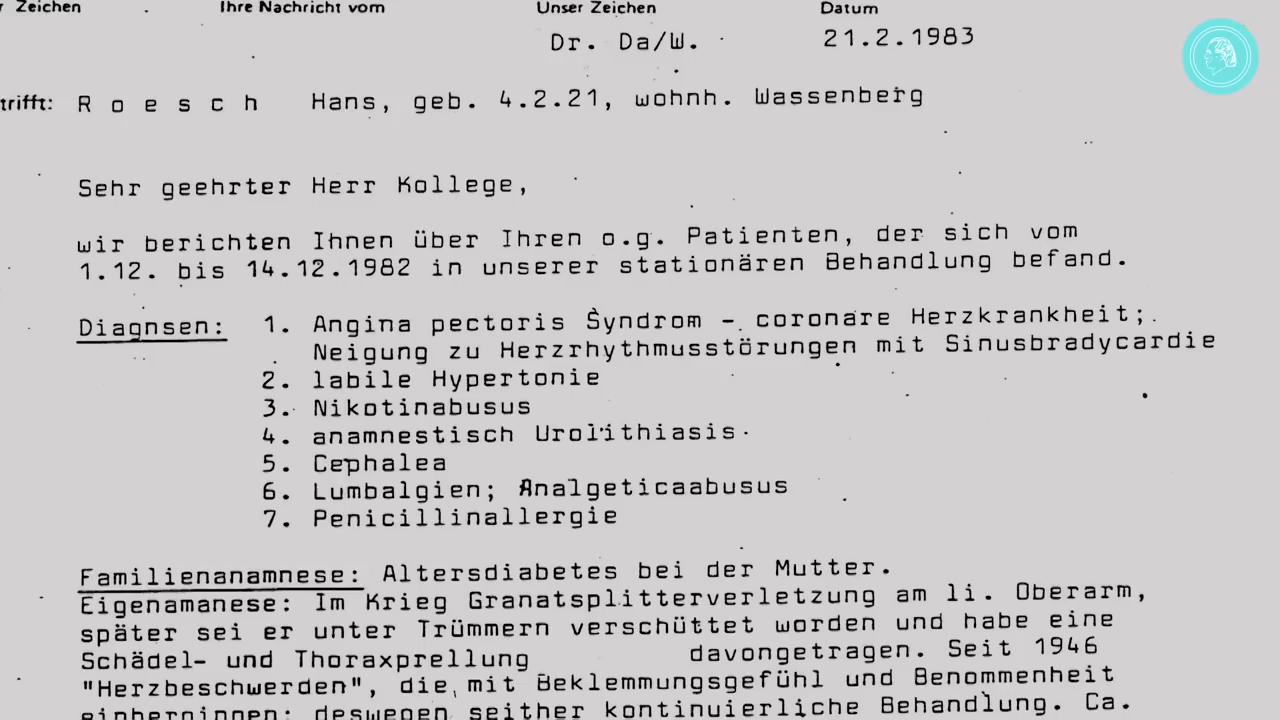 r Zeichen Ihre Nachricht vom Unser Zeichen Datum
Dr. Da/W. 21.2.1983
trifft: R o e s c h Hans, geb. 4.2.21, wohnh. Wassenberg
Sehr geehrter Herr Kollege,
wir berichten Ihnen über Ihren o.g. Patienten, der sich vom
1.12. bis 14.12.1982 in unserer stationären Behandlung befand.
Diagnsen: 1. Angina pectoris Syndrom - coronare Herzkrankheit;
Neigung zu Herzrhythmusstörungen mit Sinusbradycardie
2. labile Hypertonie
3. Nikotinabusus
4. anamnestisch Urolithiasis
5. Cephalea
6. Lumbalgien; Analgeticaabusus
7. Penicillinallergie
Familienanamnese: Altersdiabetes bei der Mutter.
Eigenamanese: Im Krieg Granatsplitterverletzung am li. Oberarm,
später sei er unter Trümmern verschüttet worden und habe eine
Schädel- und Thoraxprellung davongetragen. Seit 1946
"Herzbeschwerden", die mit Beklemmungsgefühl und Benommenheit
einhergingen; deswegen seither kontinuierliche Behandlung. Ca.